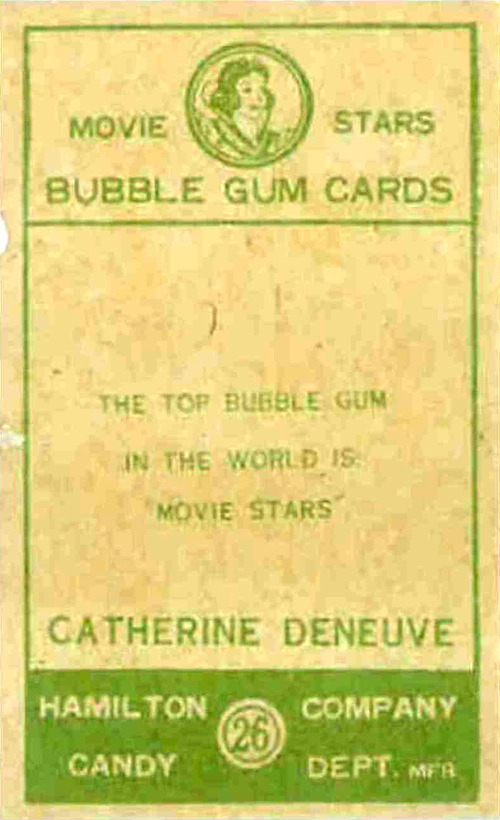 MOVIE STARS
BUBBLE GUM CARDS
THE TOP BUBBLE GUM
IN THE WORLD IS:
"MOVIE STARS"
CATHERINE DENEUVE
HAMILTON COMPANY
26
CANDY DEPT. MFR